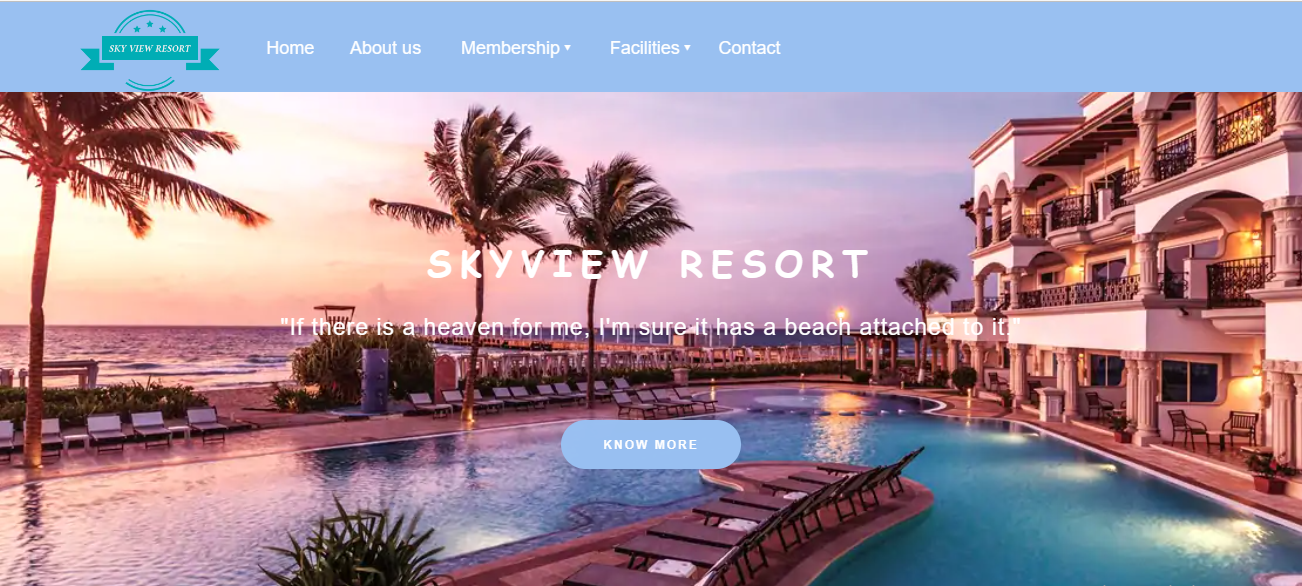 SKY VIEW RESORT
Home About us Membership Facilities Contact
SKYVIEW RESORT
"If there is a heaven for me, I'm sure it has a beach attached to it."
KNOW MORE